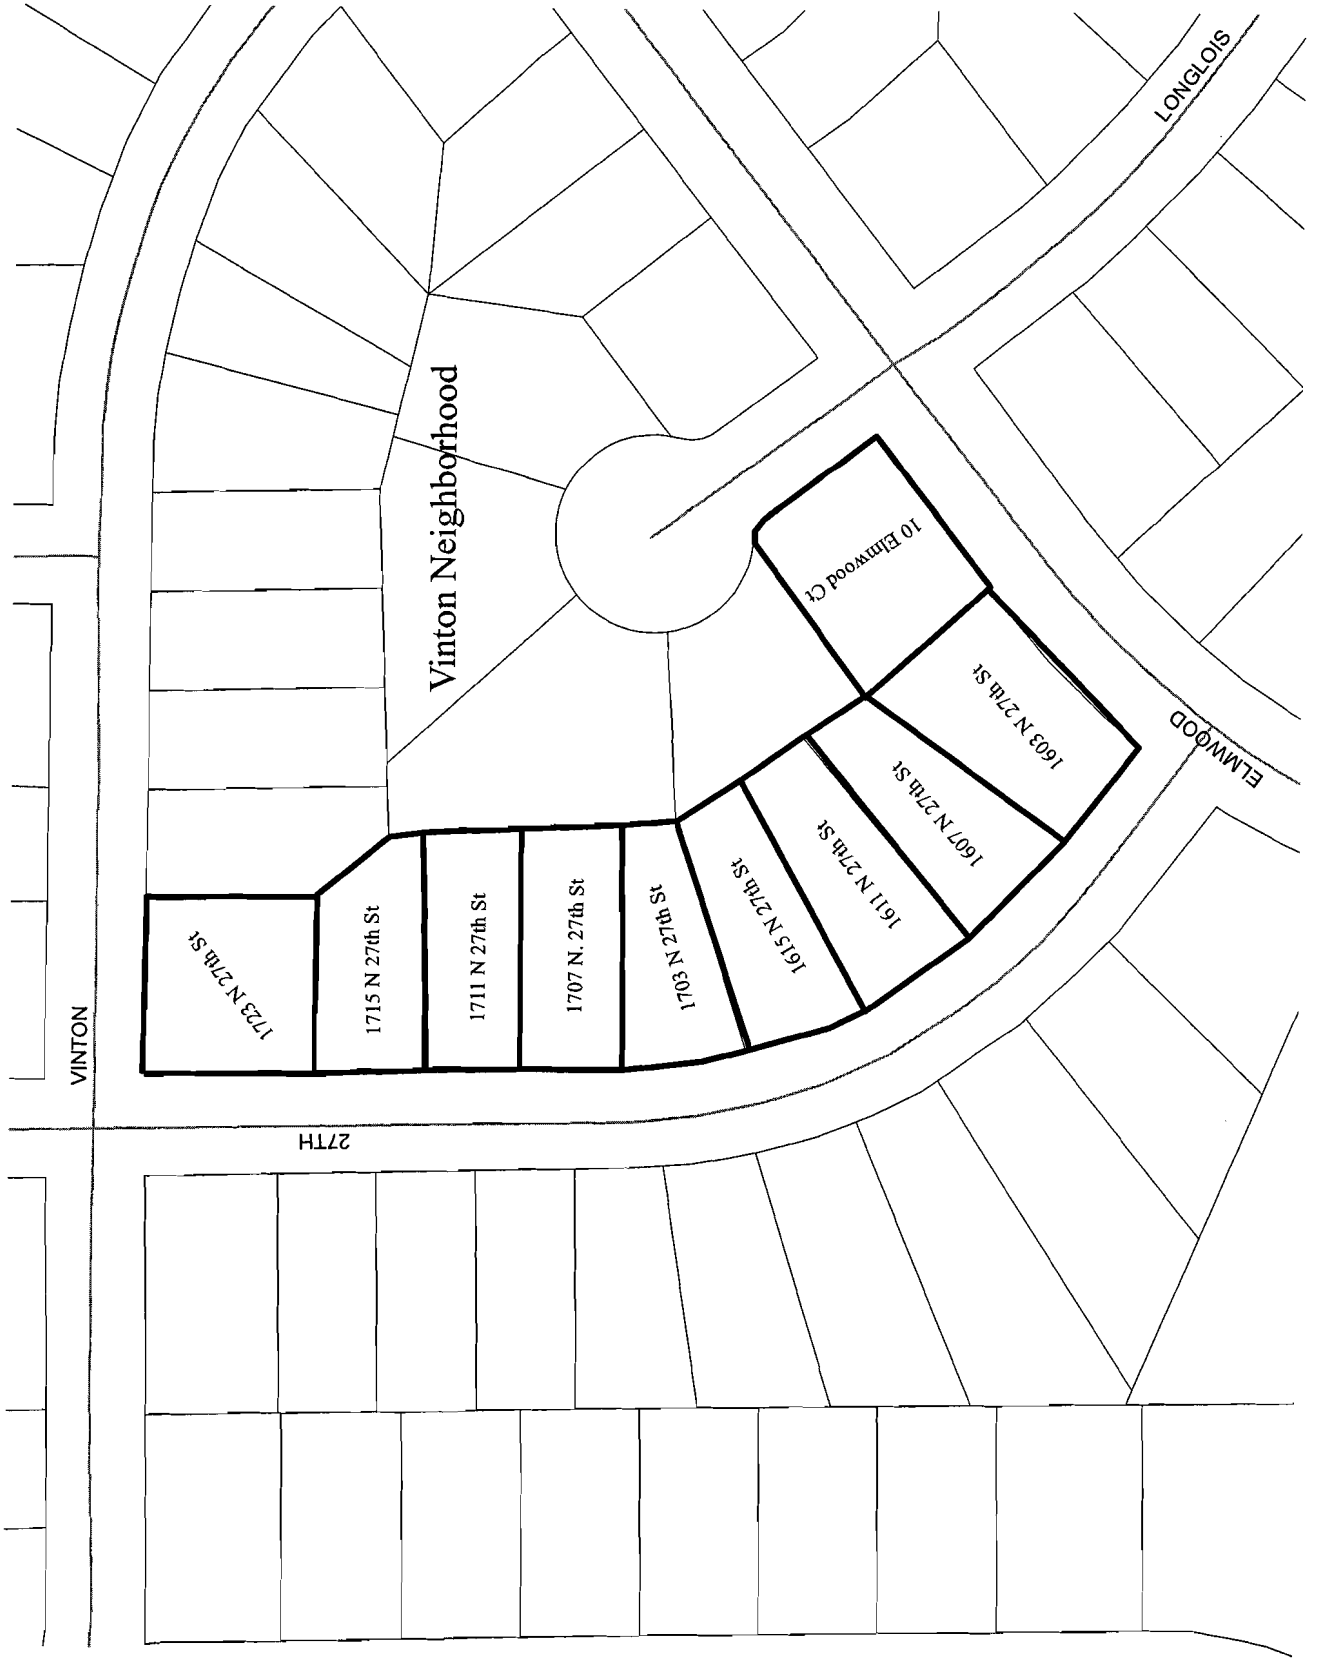 LONGLOIS
Vinton Neighborhood
10 Elmwood Ct
1603 N 27th St
ELMWOOD
1607 N 27th St
1611 N 27th St
1615 N 27th St
1703 N 27th St
1707 N. 27th St
1711 N 27th St
1715 N 27th St
1723 N 27th St
VINTON
27TH